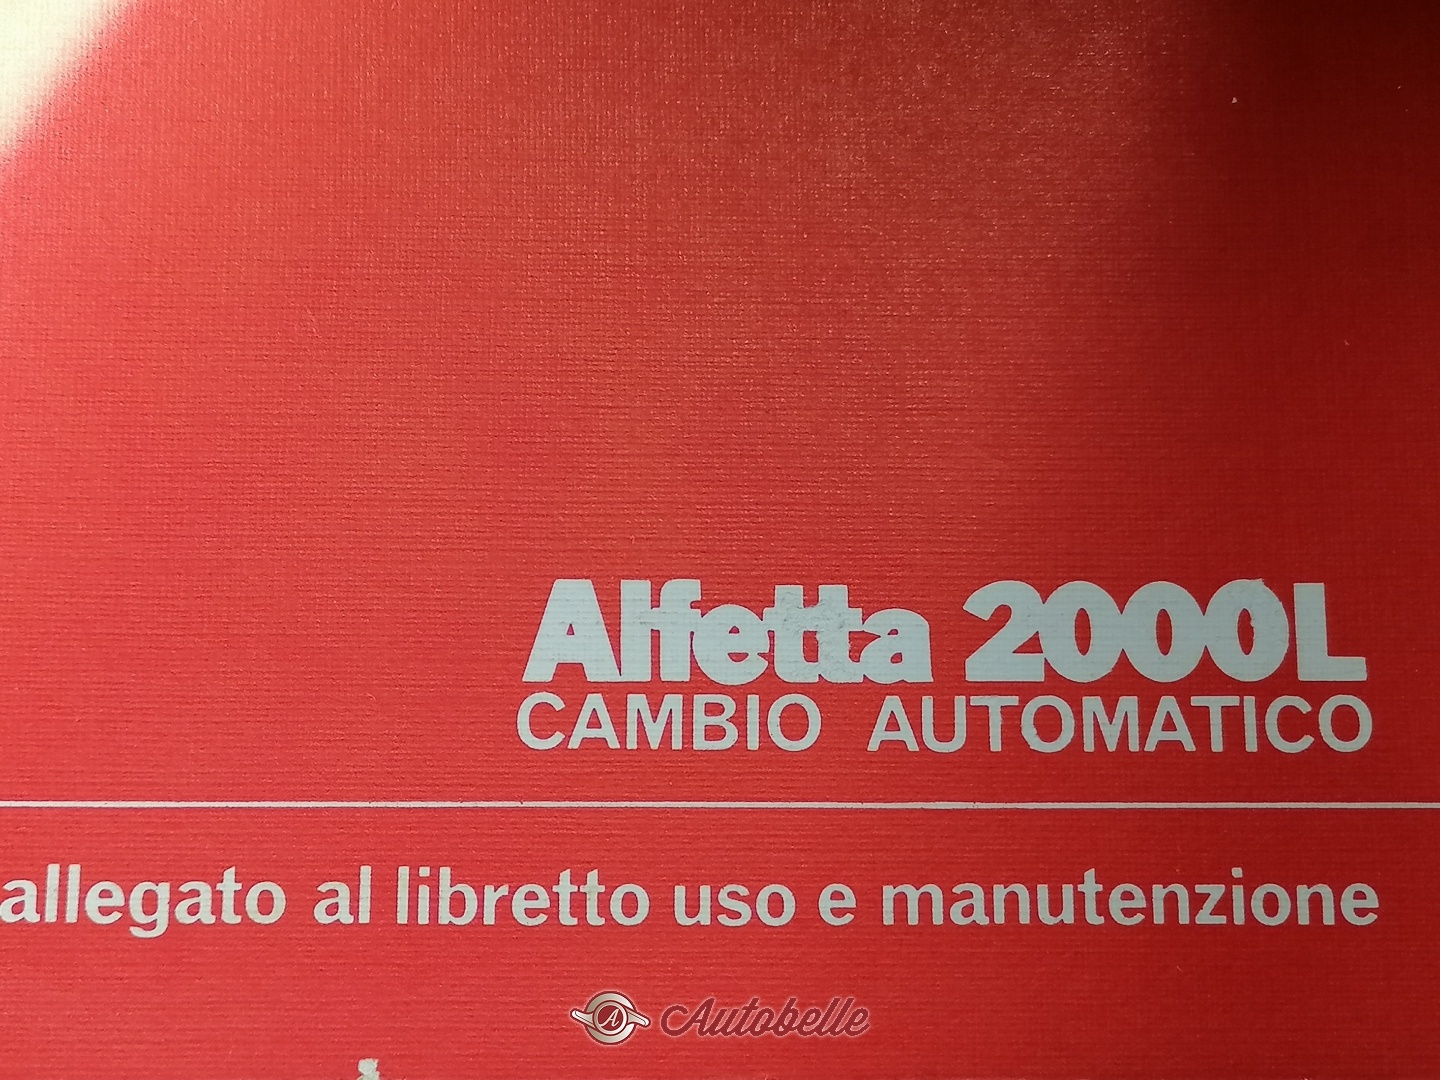 Alfetta 2000L
CAMBIO AUTOMATICO
allegato al libretto uso e manutenzione
A Autobelle